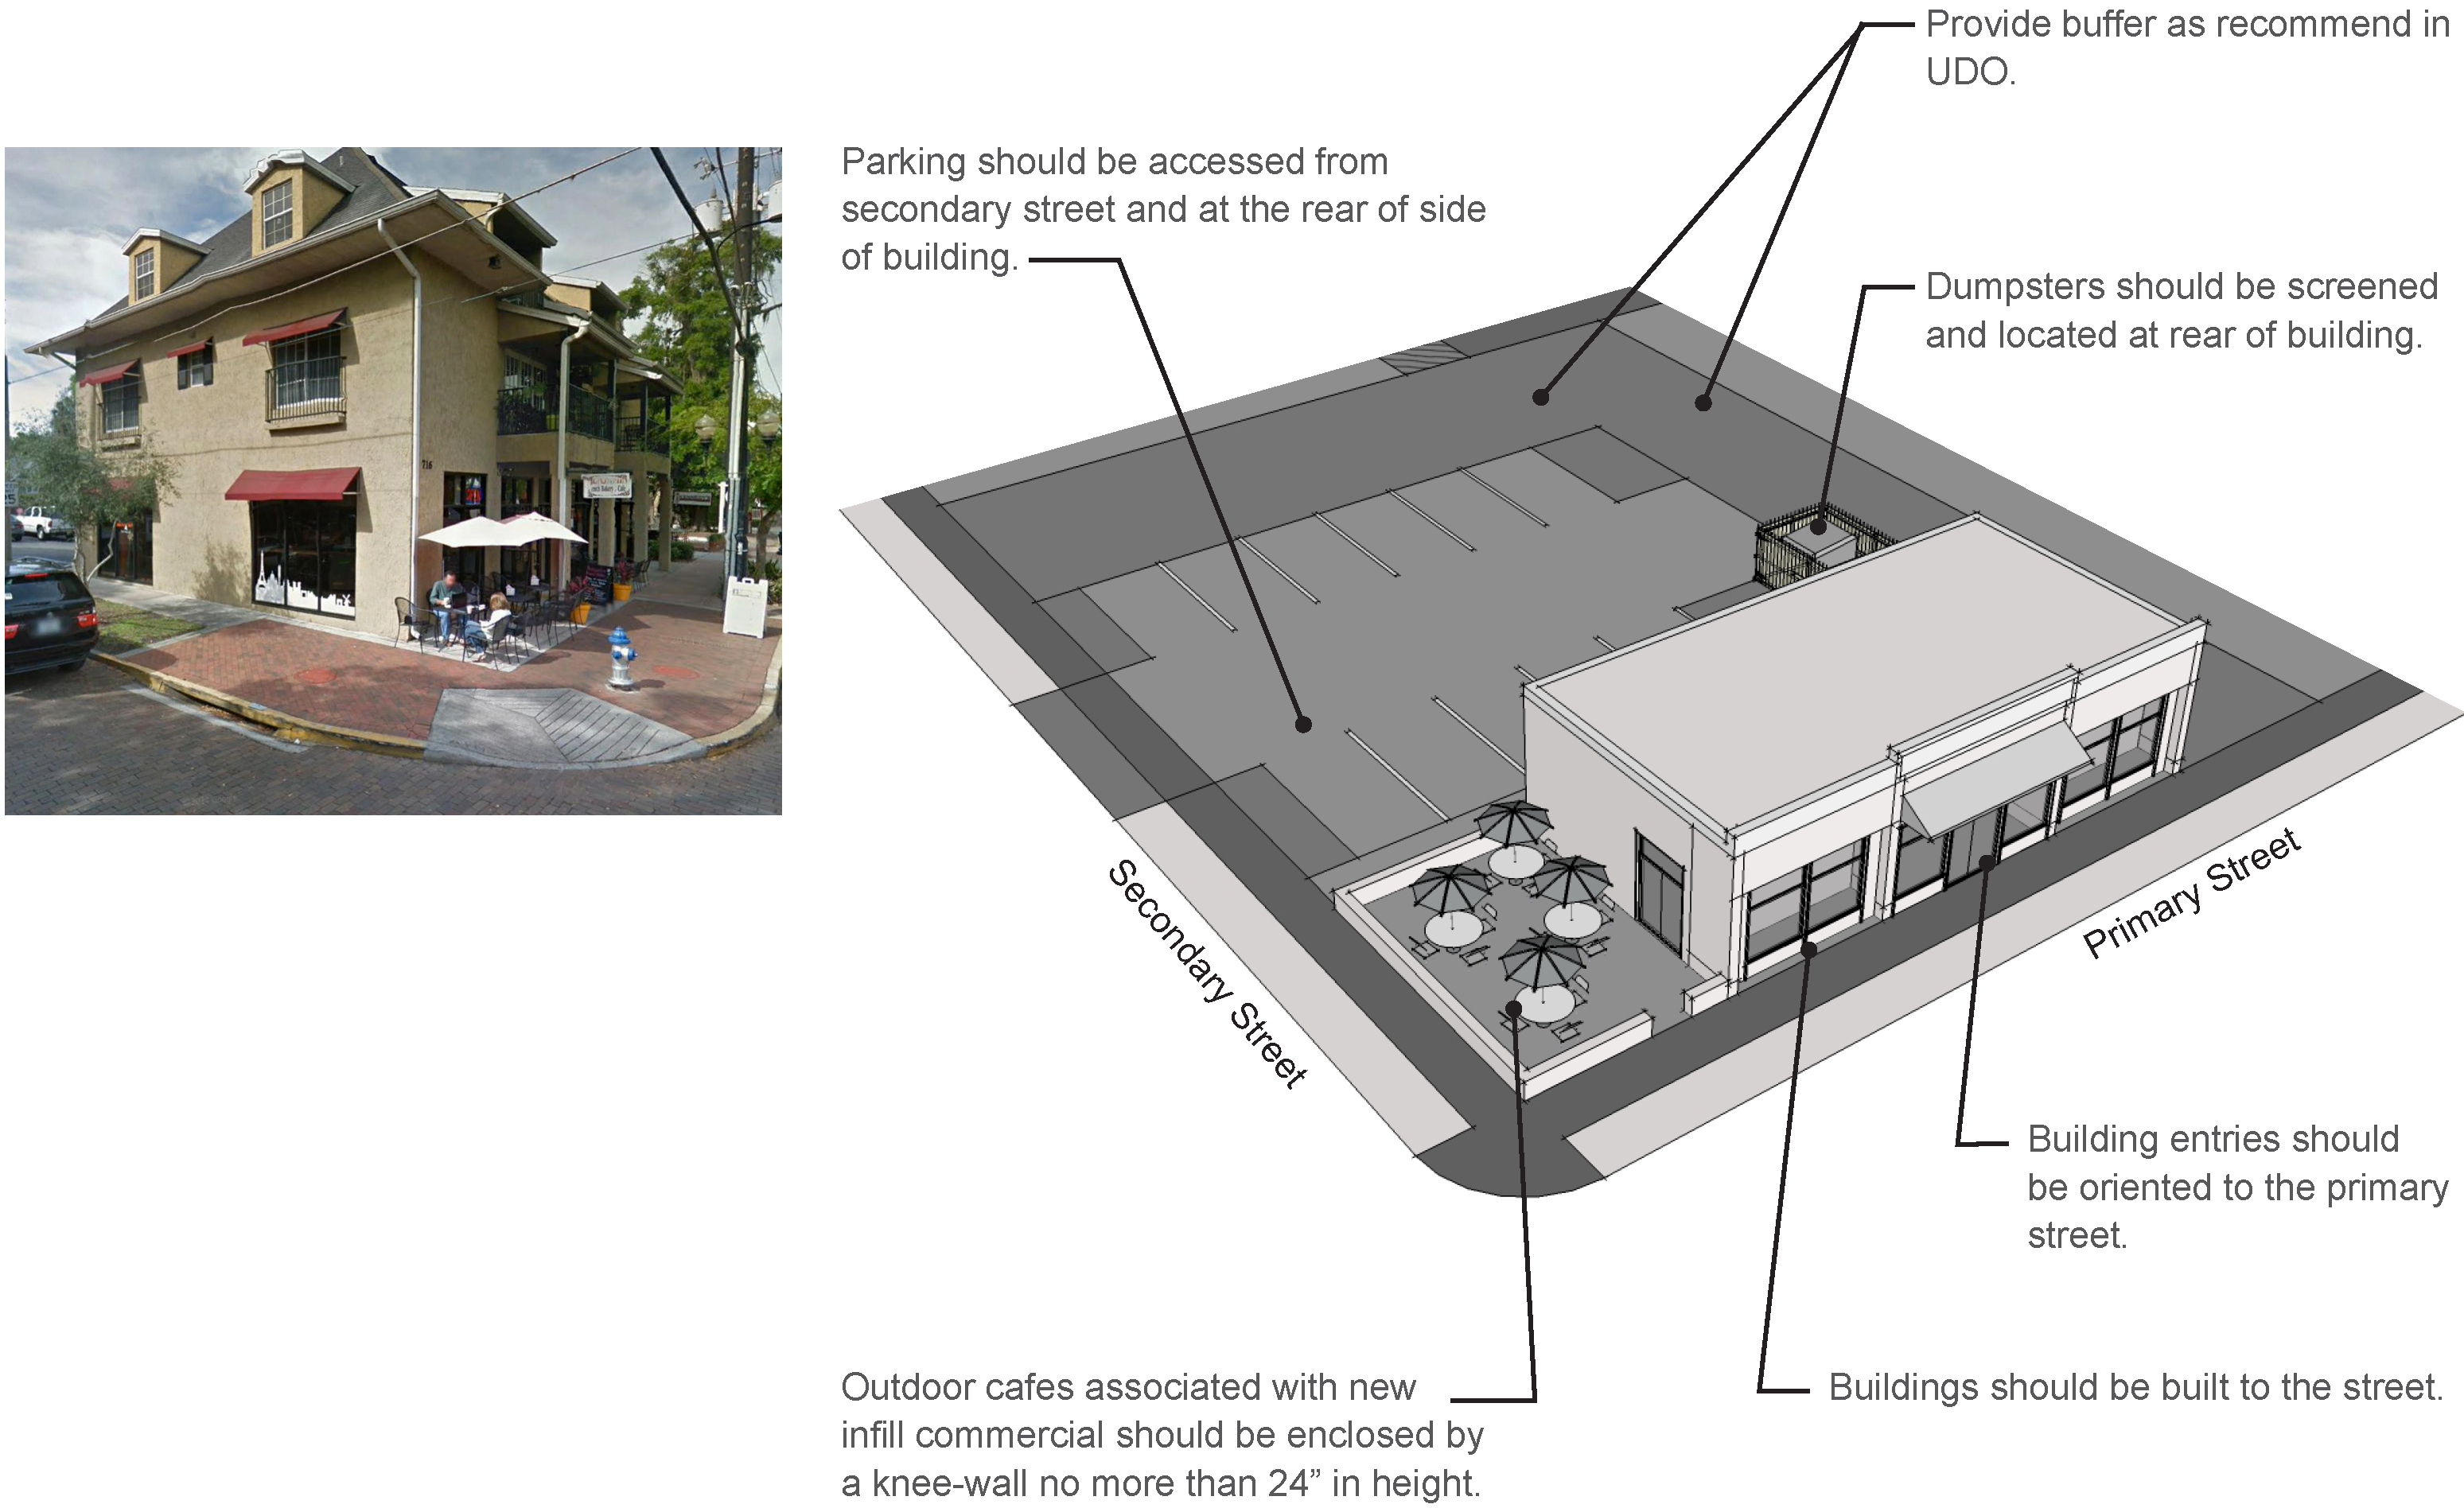 Provide buffer as recommend in
UDO.
Parking should be accessed from
secondary street and at the rear of side
of building.
Dumpsters should be screened
and located at rear of building.
716
Secondary Street
Primary Street
Building entries should
be oriented to the primary
street.
Outdoor cafes associated with new
infill commercial should be enclosed by
a knee-wall no more than 24” in height.
Buildings should be built to the street.